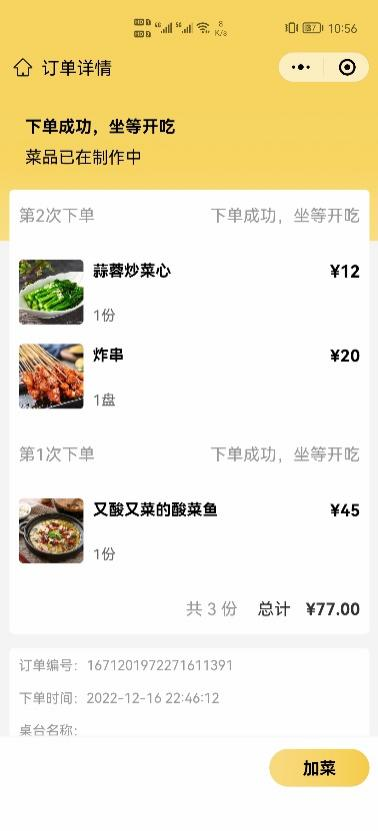 8
K/s
87
10:56
订单详情
下单成功，坐等开吃
菜品已在制作中
第2次下单 下单成功，坐等开吃
蒜蓉炒菜心 ¥12
1份
炸串 ¥20
1盘
第1次下单 下单成功，坐等开吃
又酸又菜的酸菜鱼 ¥45
1份
共 3 份 总计 ¥77.00
订单编号：1671201972271611391
下单时间：2022-12-16 22:46:12
桌台名称：
加菜